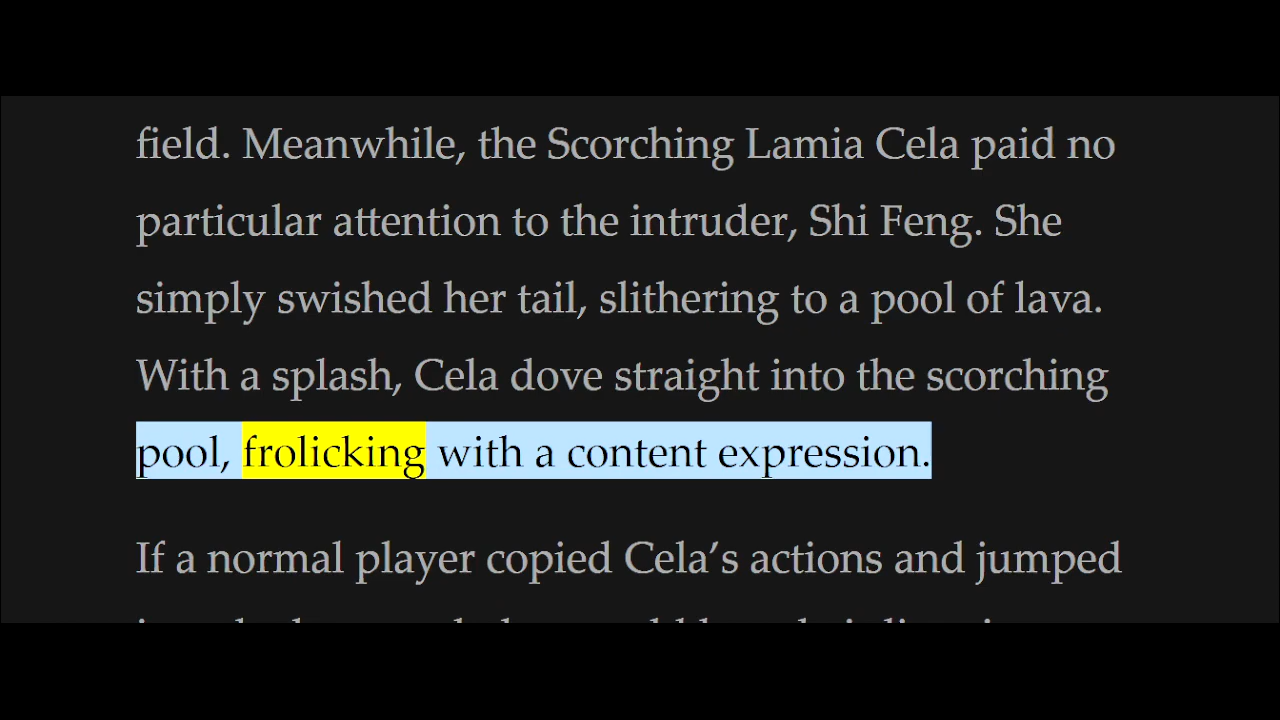 field. Meanwhile, the Scorching Lamia Cela paid no
particular attention to the intruder, Shi Feng. She
simply swished her tail, slithering to a pool of lava.
With a splash, Cela dove straight into the scorching
pool, frolicking with a content expression.
If a normal player copied Cela’s actions and jumped